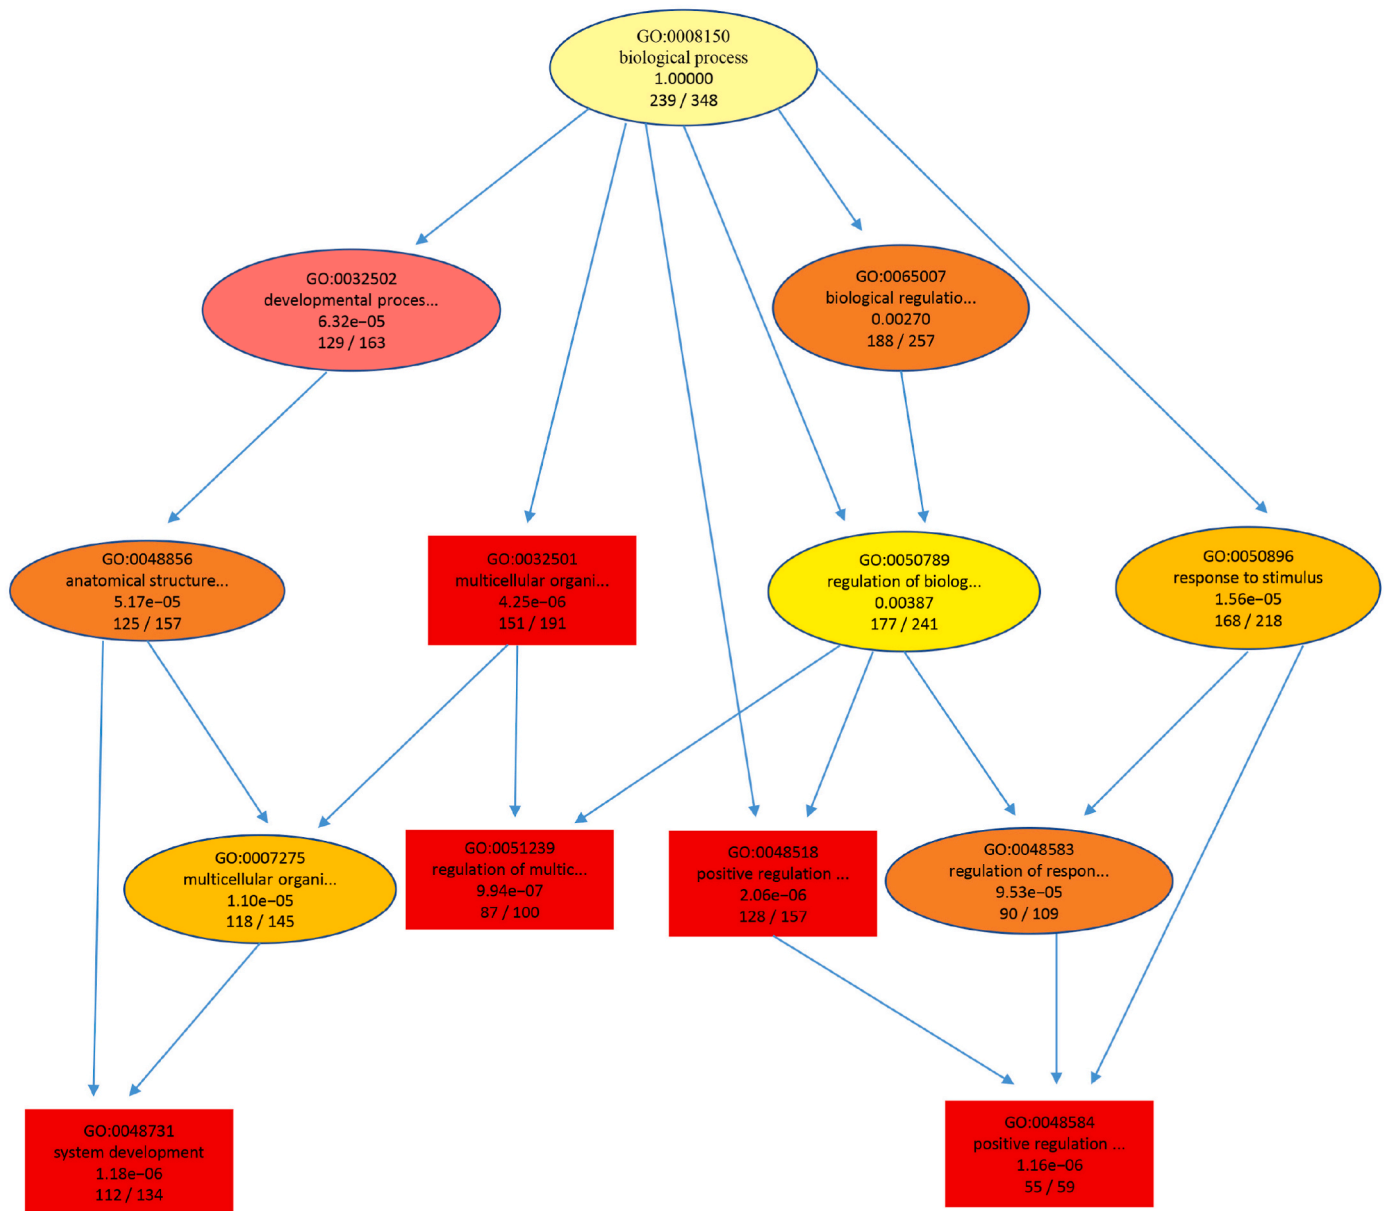 GO:0008150
biological process
1.00000
239 / 348
GO:0032502
developmental proces...
6.32e−05
129 / 163
GO:0065007
biological regulatio...
0.00270
188 / 257
GO:0048856
anatomical structure...
5.17e−05
125 / 157
GO:0032501
multicellular organi...
4.25e−06
151 / 191
GO:0050789
regulation of biolog...
0.00387
177 / 241
GO:0050896
response to stimulus
1.56e−05
168 / 218
GO:0007275
multicellular organi...
1.10e−05
118 / 145
GO:0051239
regulation of multic...
9.94e−07
87 / 100
GO:0048518
positive regulation ...
2.06e−06
128 / 157
GO:0048583
regulation of respon...
9.53e−05
90 / 109
GO:0048731
system development
1.18e−06
112 / 134
GO:0048584
positive regulation ...
1.16e−06
55 / 59